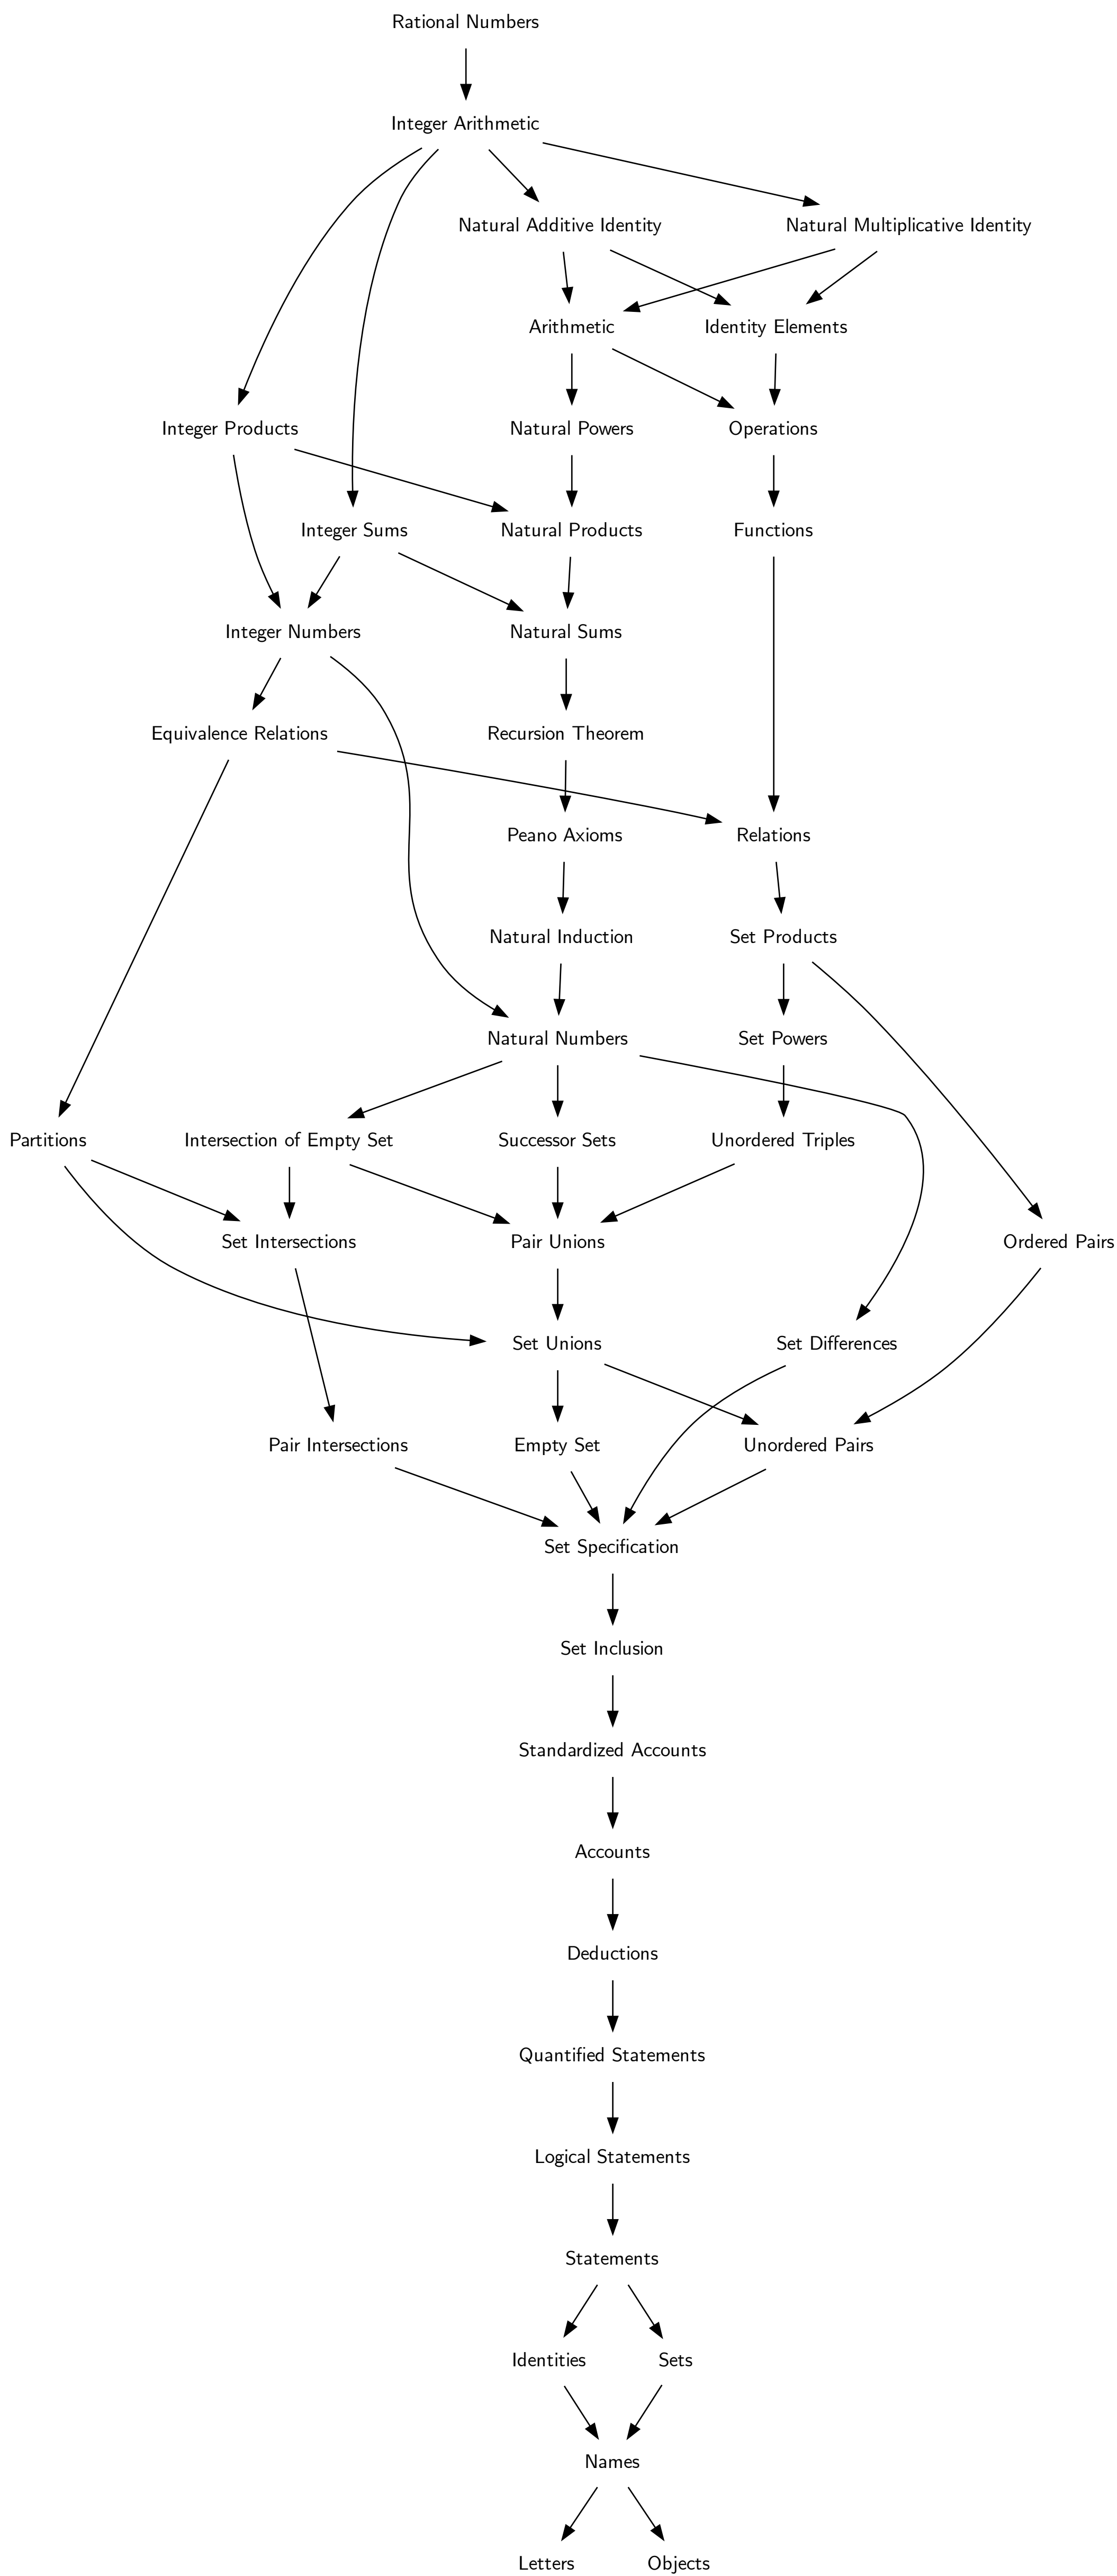 Rational Numbers
Integer Arithmetic
Natural Additive Identity
Natural Multiplicative Identity
Arithmetic
Identity Elements
Integer Products
Natural Powers
Operations
Integer Sums
Natural Products
Functions
Integer Numbers
Natural Sums
Equivalence Relations
Recursion Theorem
Peano Axioms
Relations
Natural Induction
Set Products
Natural Numbers
Set Powers
Partitions
Intersection of Empty Set
Successor Sets
Unordered Triples
Set Intersections
Pair Unions
Ordered Pairs
Set Unions
Set Differences
Pair Intersections
Empty Set
Unordered Pairs
Set Specification
Set Inclusion
Standardized Accounts
Accounts
Deductions
Quantified Statements
Logical Statements
Statements
Identities
Sets
Names
Letters
Objects